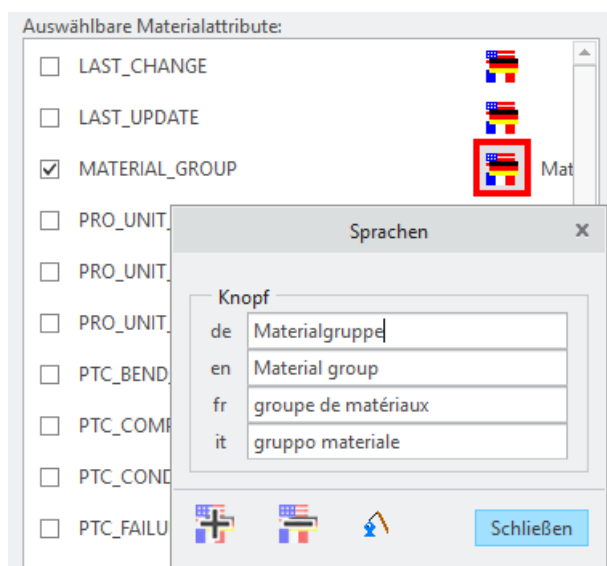 Auswählbare Materialattribute:
LAST_CHANGE
LAST_UPDATE
MATERIAL_GROUP Mat
PRO_UNIT_
PRO_UNIT_
PRO_UNIT_
PTC_BEND_
PTC_COMP
PTC_COND
PTC_FAILU
Sprachen x
Knopf
de Materialgruppe
en Material group
fr groupe de matériaux
it gruppo materiale
Schließen